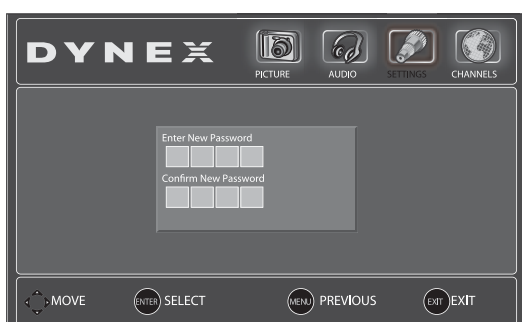 DYNEX
PICTURE AUDIO SETTINGS CHANNELS
Enter New Password
Confirm New Password
MOVE ENTER SELECT MENU PREVIOUS EXIT EXIT